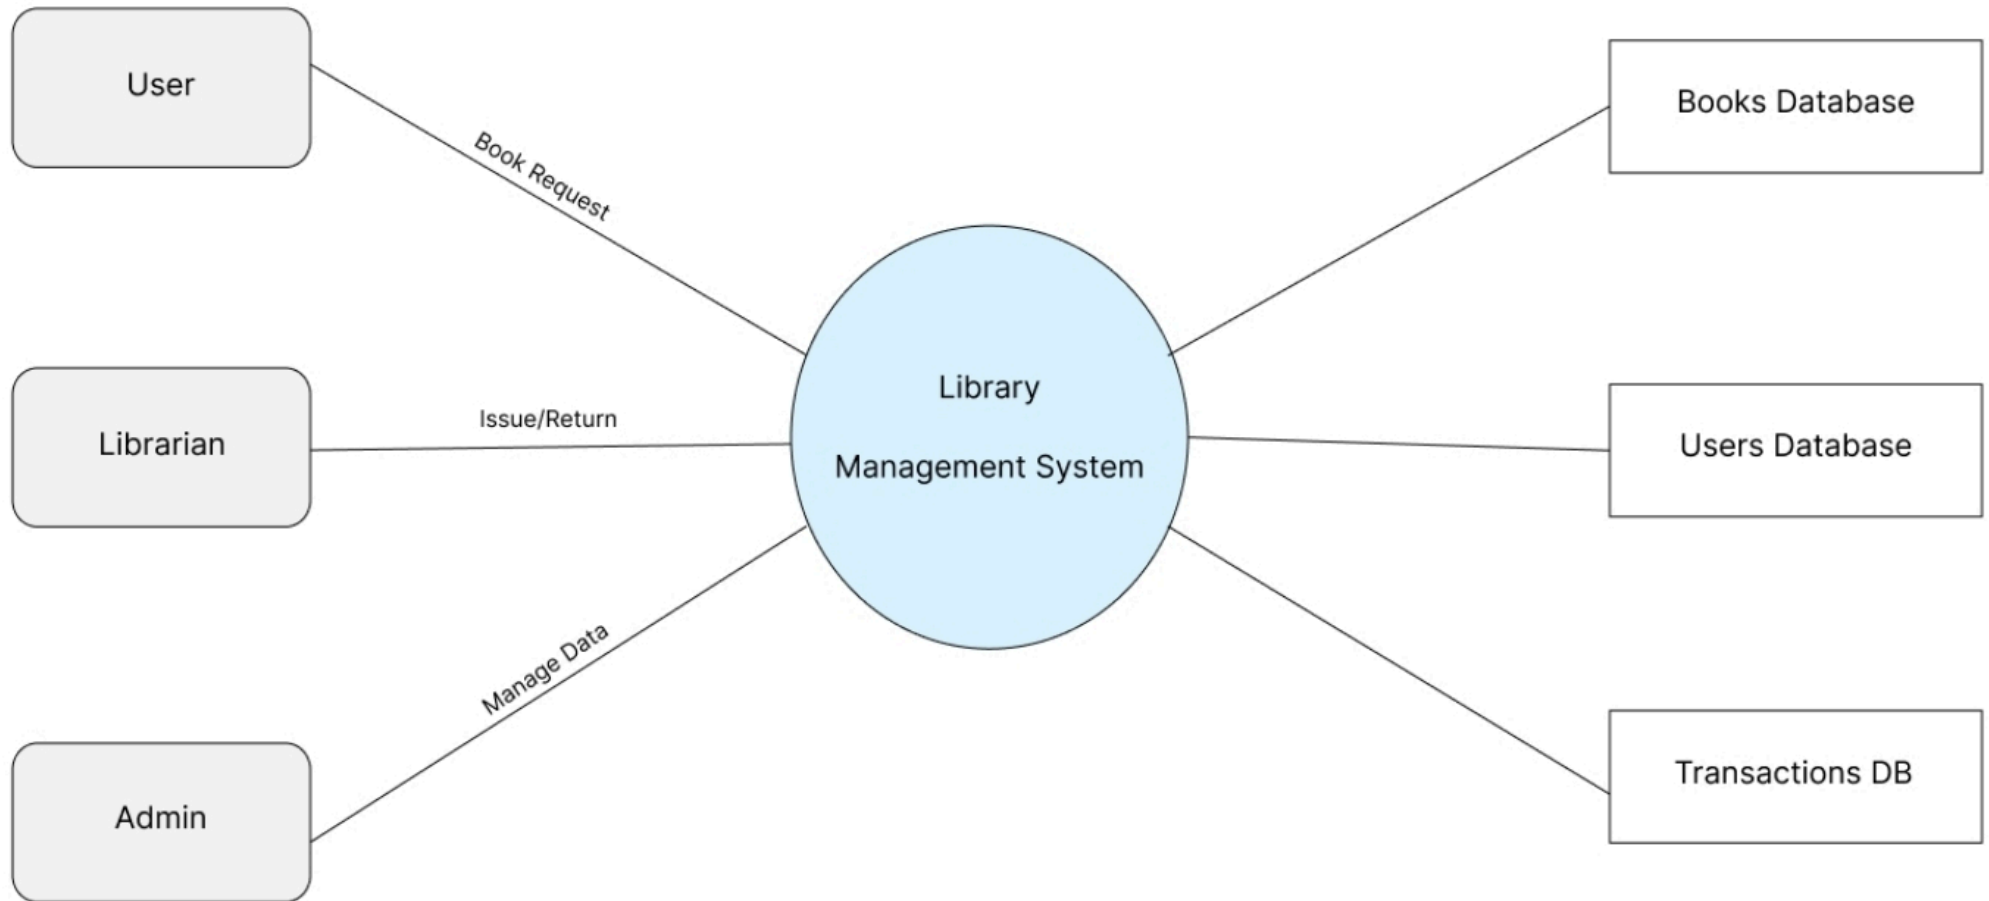 User
Book Request
Books Database
Library
Management System
Issue/Return
Librarian
Users Database
Manage Data
Admin
Transactions DB